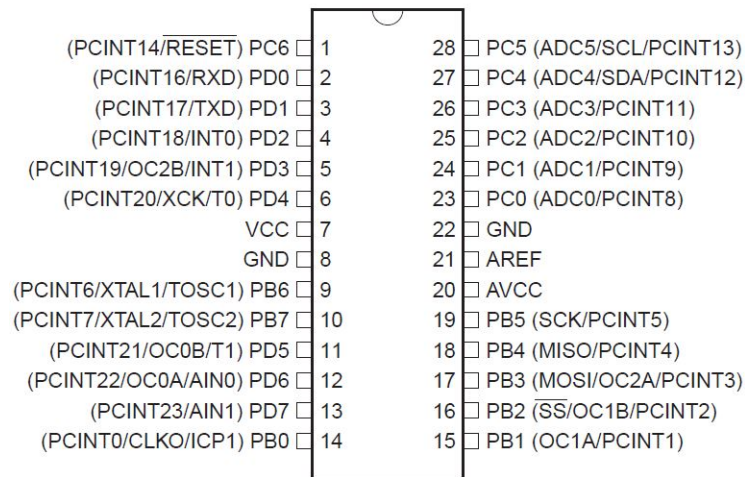 (PCINT14/RESET) PC6 1 28 PC5 (ADC5/SCL/PCINT13)
(PCINT16/RXD) PD0 2 27 PC4 (ADC4/SDA/PCINT12)
(PCINT17/TXD) PD1 3 26 PC3 (ADC3/PCINT11)
(PCINT18/INT0) PD2 4 25 PC2 (ADC2/PCINT10)
(PCINT19/OC2B/INT1) PD3 5 24 PC1 (ADC1/PCINT9)
(PCINT20/XCK/T0) PD4 6 23 PC0 (ADC0/PCINT8)
VCC 7 22 GND
GND 8 21 AREF
(PCINT6/XTAL1/TOSC1) PB6 9 20 AVCC
(PCINT7/XTAL2/TOSC2) PB7 10 19 PB5 (SCK/PCINT5)
(PCINT21/OC0B/T1) PD5 11 18 PB4 (MISO/PCINT4)
(PCINT22/OC0A/AIN0) PD6 12 17 PB3 (MOSI/OC2A/PCINT3)
(PCINT23/AIN1) PD7 13 16 PB2 (SS/OC1B/PCINT2)
(PCINT0/CLKO/ICP1) PB0 14 15 PB1 (OC1A/PCINT1)